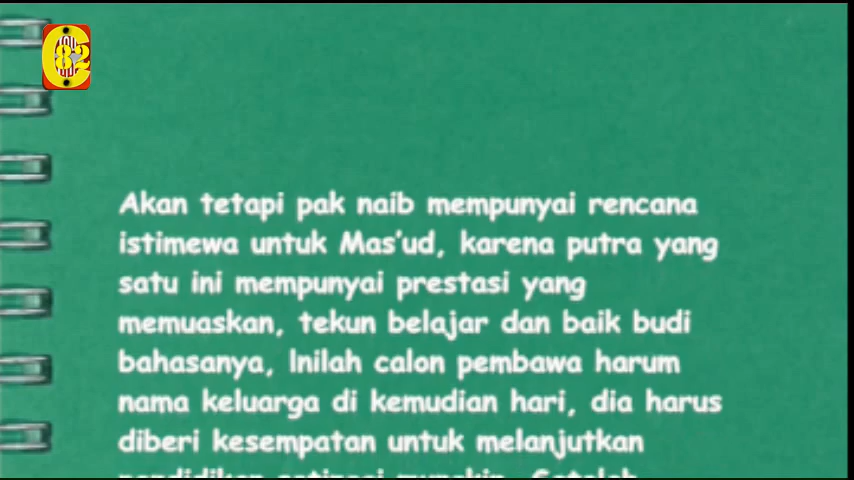 C
82
Akan tetapi pak naib mempunyai rencana
istimewa untuk Mas'ud, karena putra yang
satu ini mempunyai prestasi yang
memuaskan, tekun belajar dan baik budi
bahasanya, Inilah calon pembawa harum
nama keluarga di kemudian hari, dia harus
diberi kesempatan untuk melanjutkan